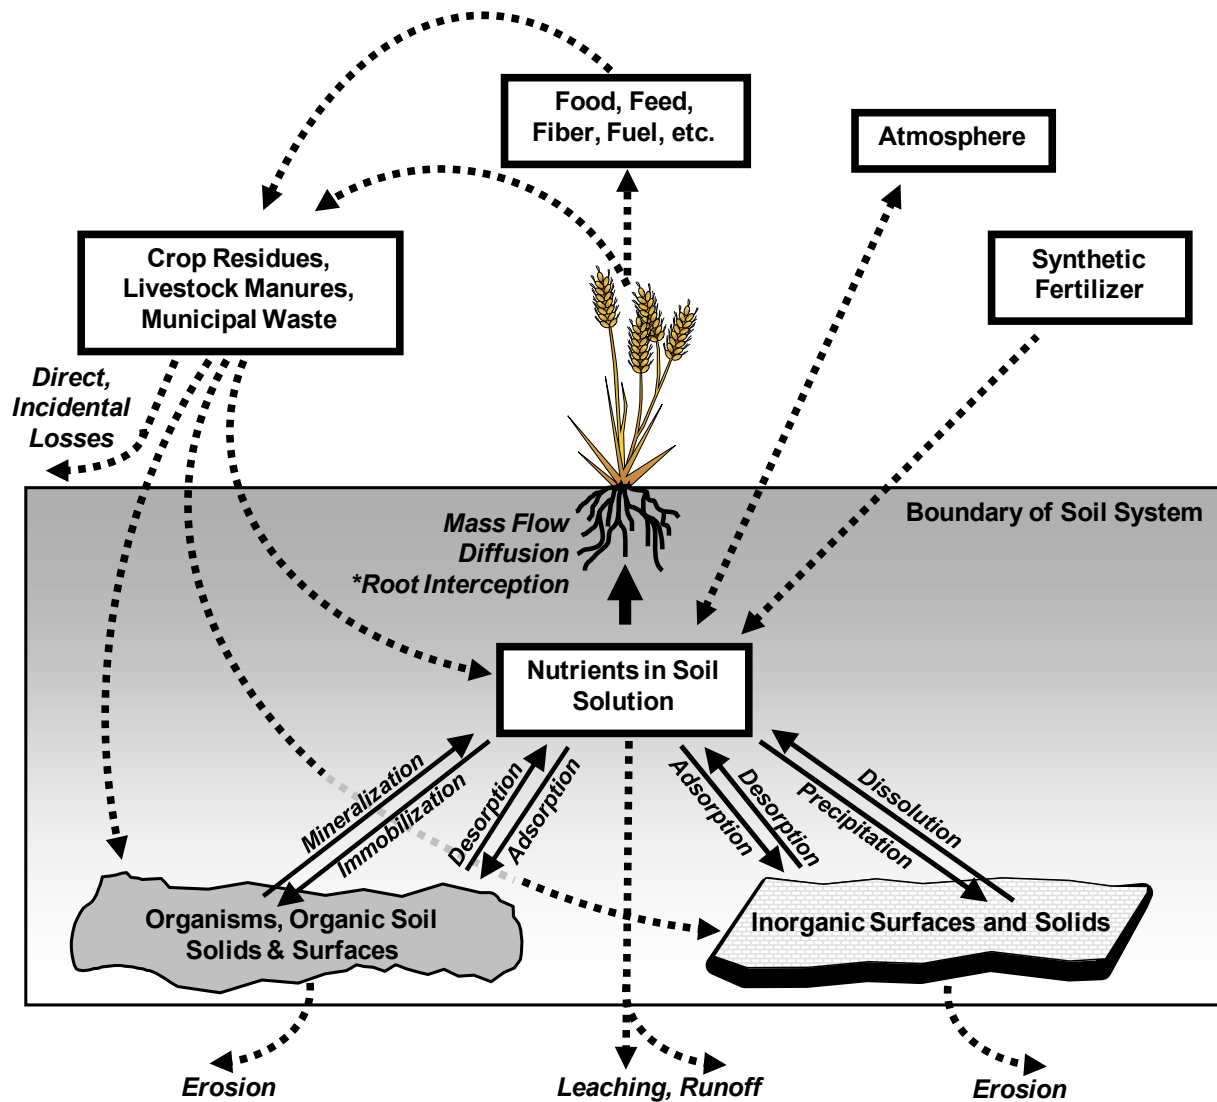 Food, Feed,
Fiber, Fuel, etc.
Atmosphere
Crop Residues,
Livestock Manures,
Municipal Waste
Synthetic
Fertilizer
Direct,
Incidental
Losses
Boundary of Soil System
Mass Flow
Diffusion
*Root Interception
Nutrients in Soil
Solution
Mineralization
Immobilization
Desorption
Adsorption
Adsorption
Desorption
Precipitation
Dissolution
Organisms, Organic Soil
Solids & Surfaces
Inorganic Surfaces and Solids
Erosion
Leaching, Runoff
Erosion